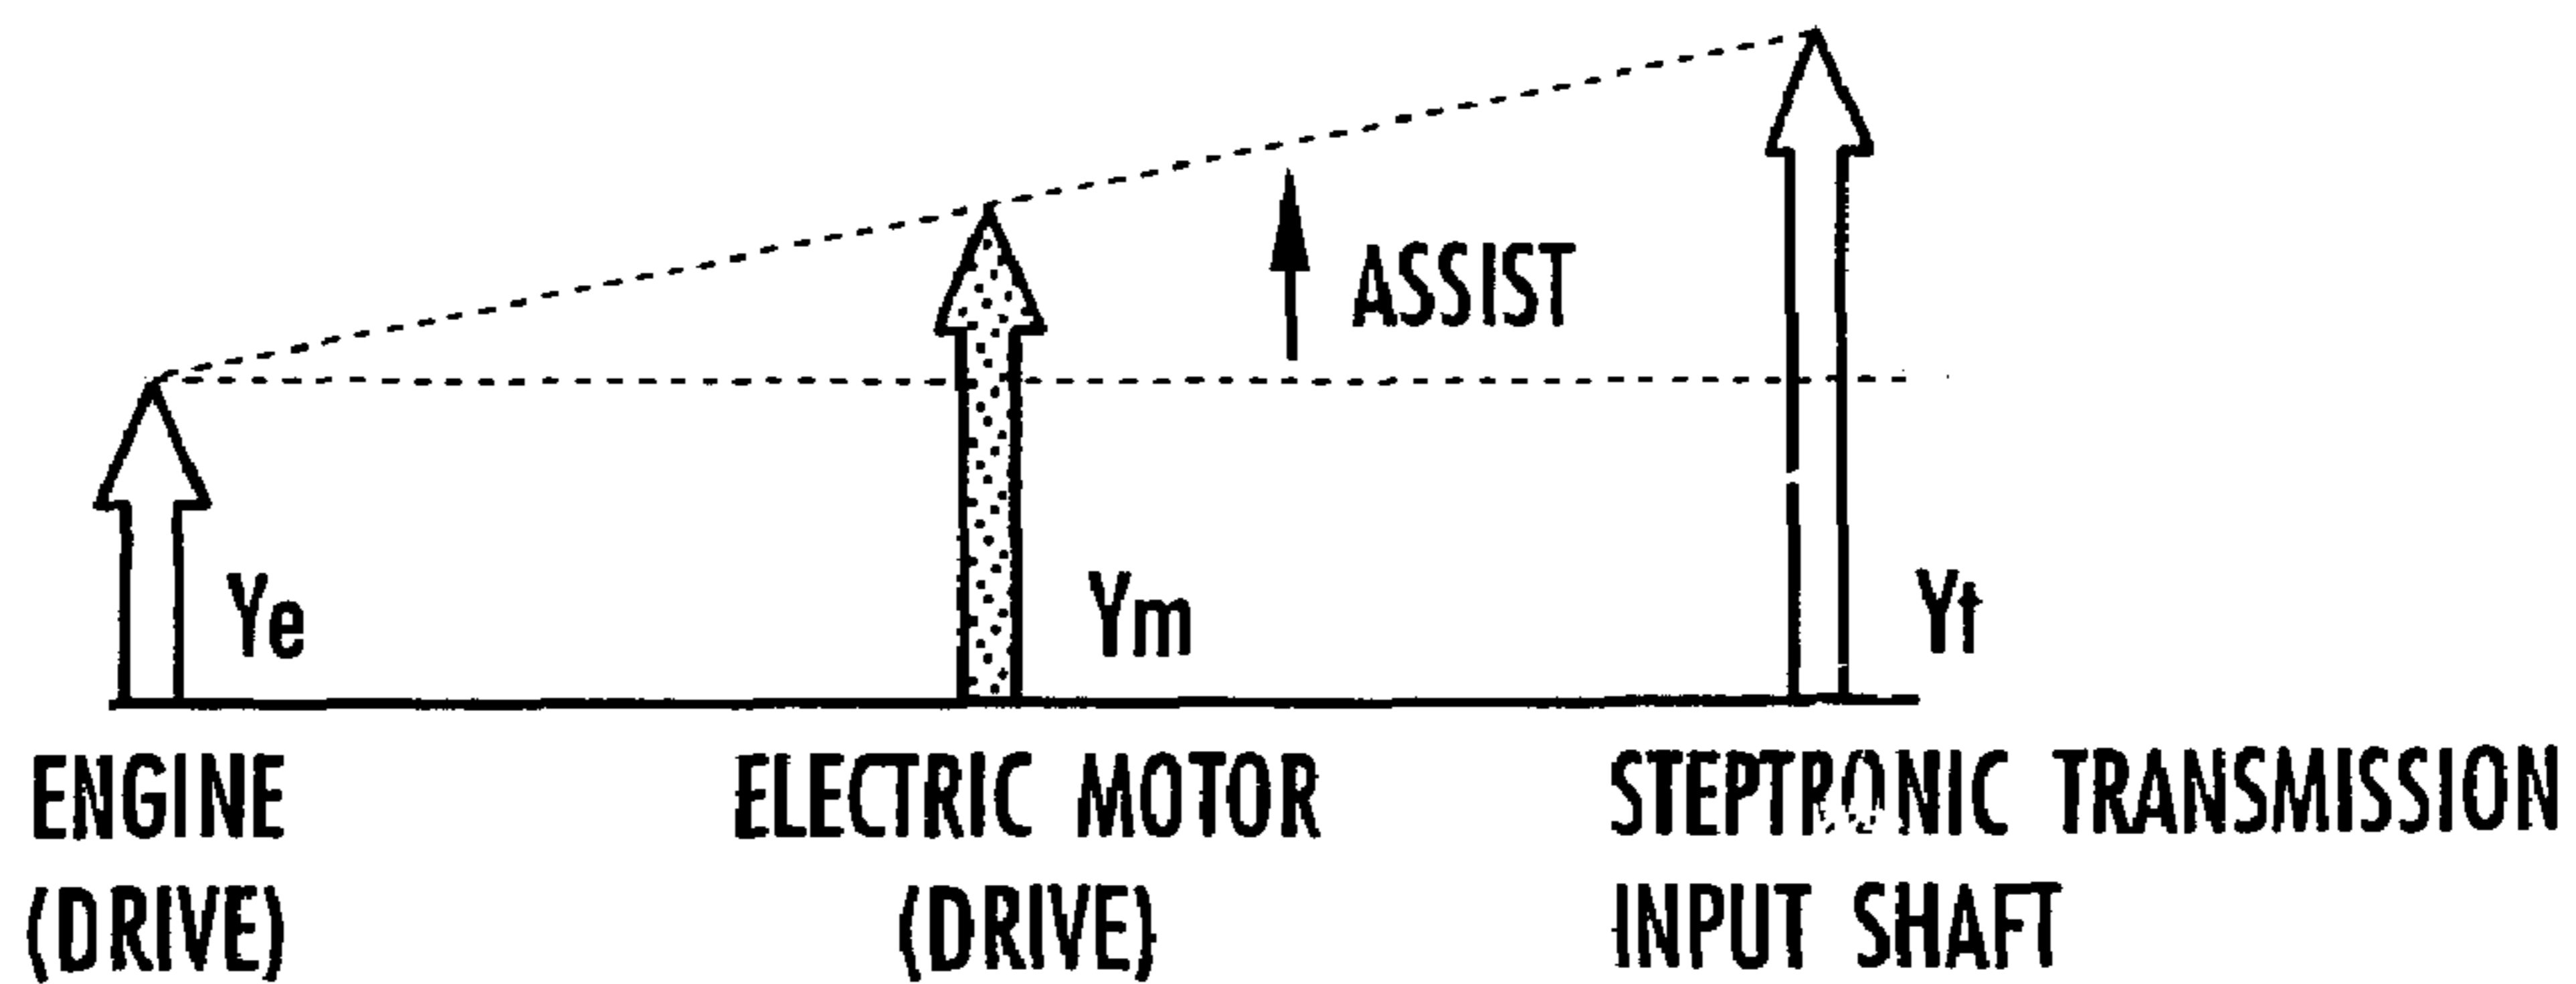 ASSIST
Ye
Ym
Yt
ENGINE
(DRIVE)
ELECTRIC MOTOR
(DRIVE)
STEPTRONIC TRANSMISSION
INPUT SHAFT